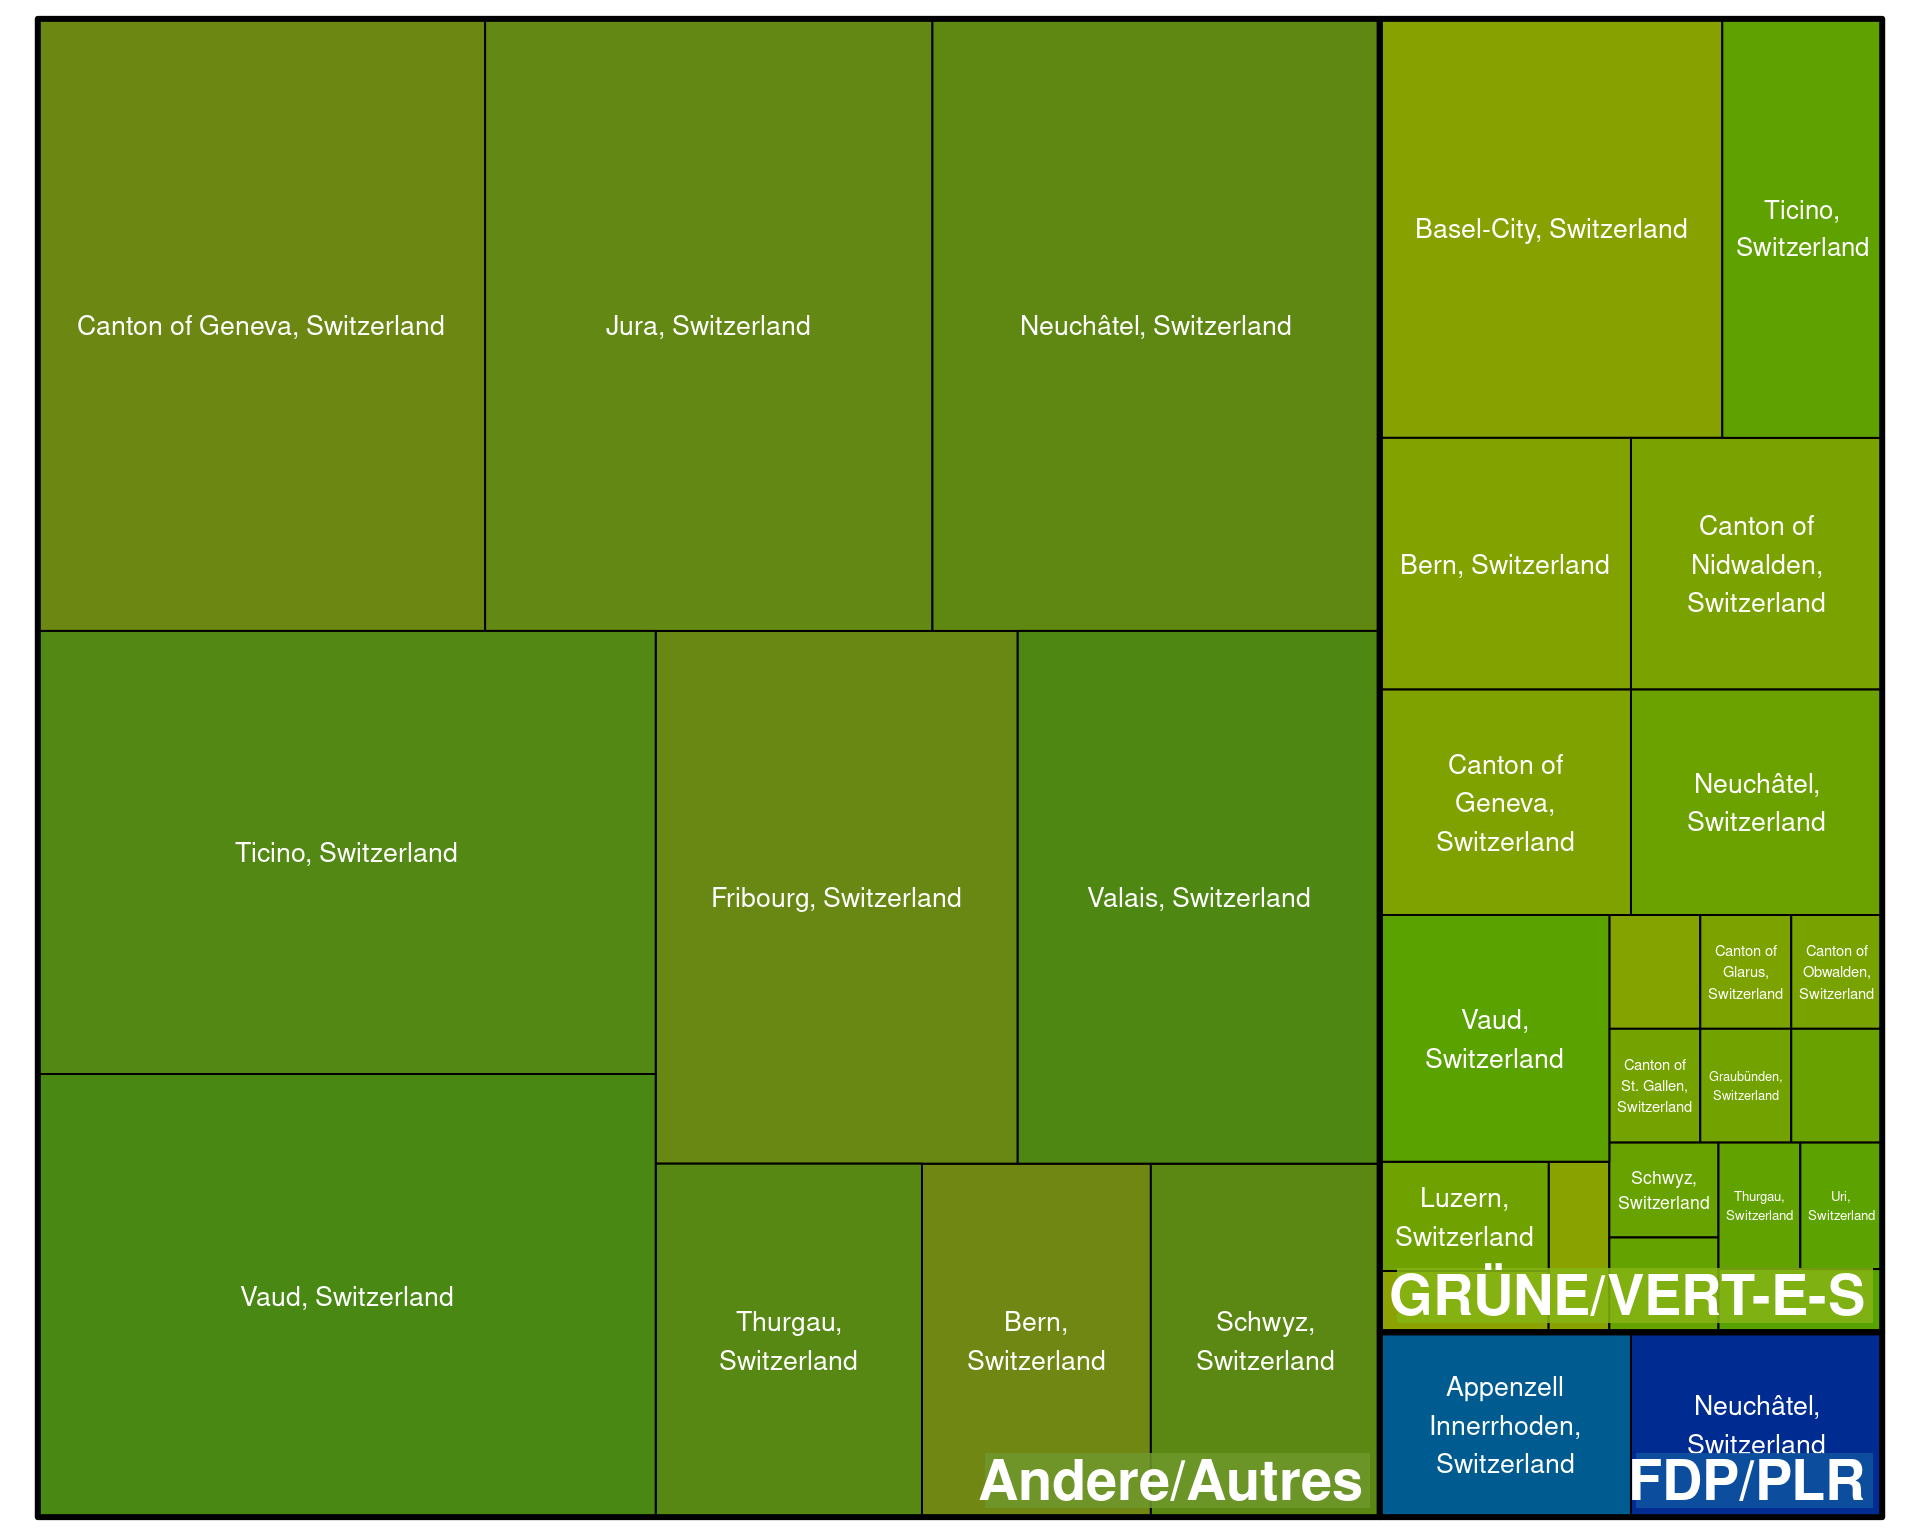 Canton of Geneva, Switzerland
Jura, Switzerland
Neuchâtel, Switzerland
Ticino, Switzerland
Vaud, Switzerland
Fribourg, Switzerland
Valais, Switzerland
Thurgau,
Switzerland
Bern,
Switzerland
Schwyz,
Switzerland
Andere/Autres
Basel-City, Switzerland
Ticino,
Switzerland
Bern, Switzerland
Canton of
Nidwalden,
Switzerland
Canton of
Geneva,
Switzerland
Neuchâtel,
Switzerland
Vaud,
Switzerland
Canton of
Glarus,
Switzerland
Canton of
Obwalden,
Switzerland
Canton of
St. Gallen,
Switzerland
Graubünden,
Switzerland
Luzern,
Switzerland
Schwyz,
Switzerland
Thurgau,
Switzerland
Uri,
Switzerland
GRÜNE/VERT-E-S
Appenzell
Innerrhoden,
Switzerland
Neuchâtel,
Switzerland
FDP/PLR